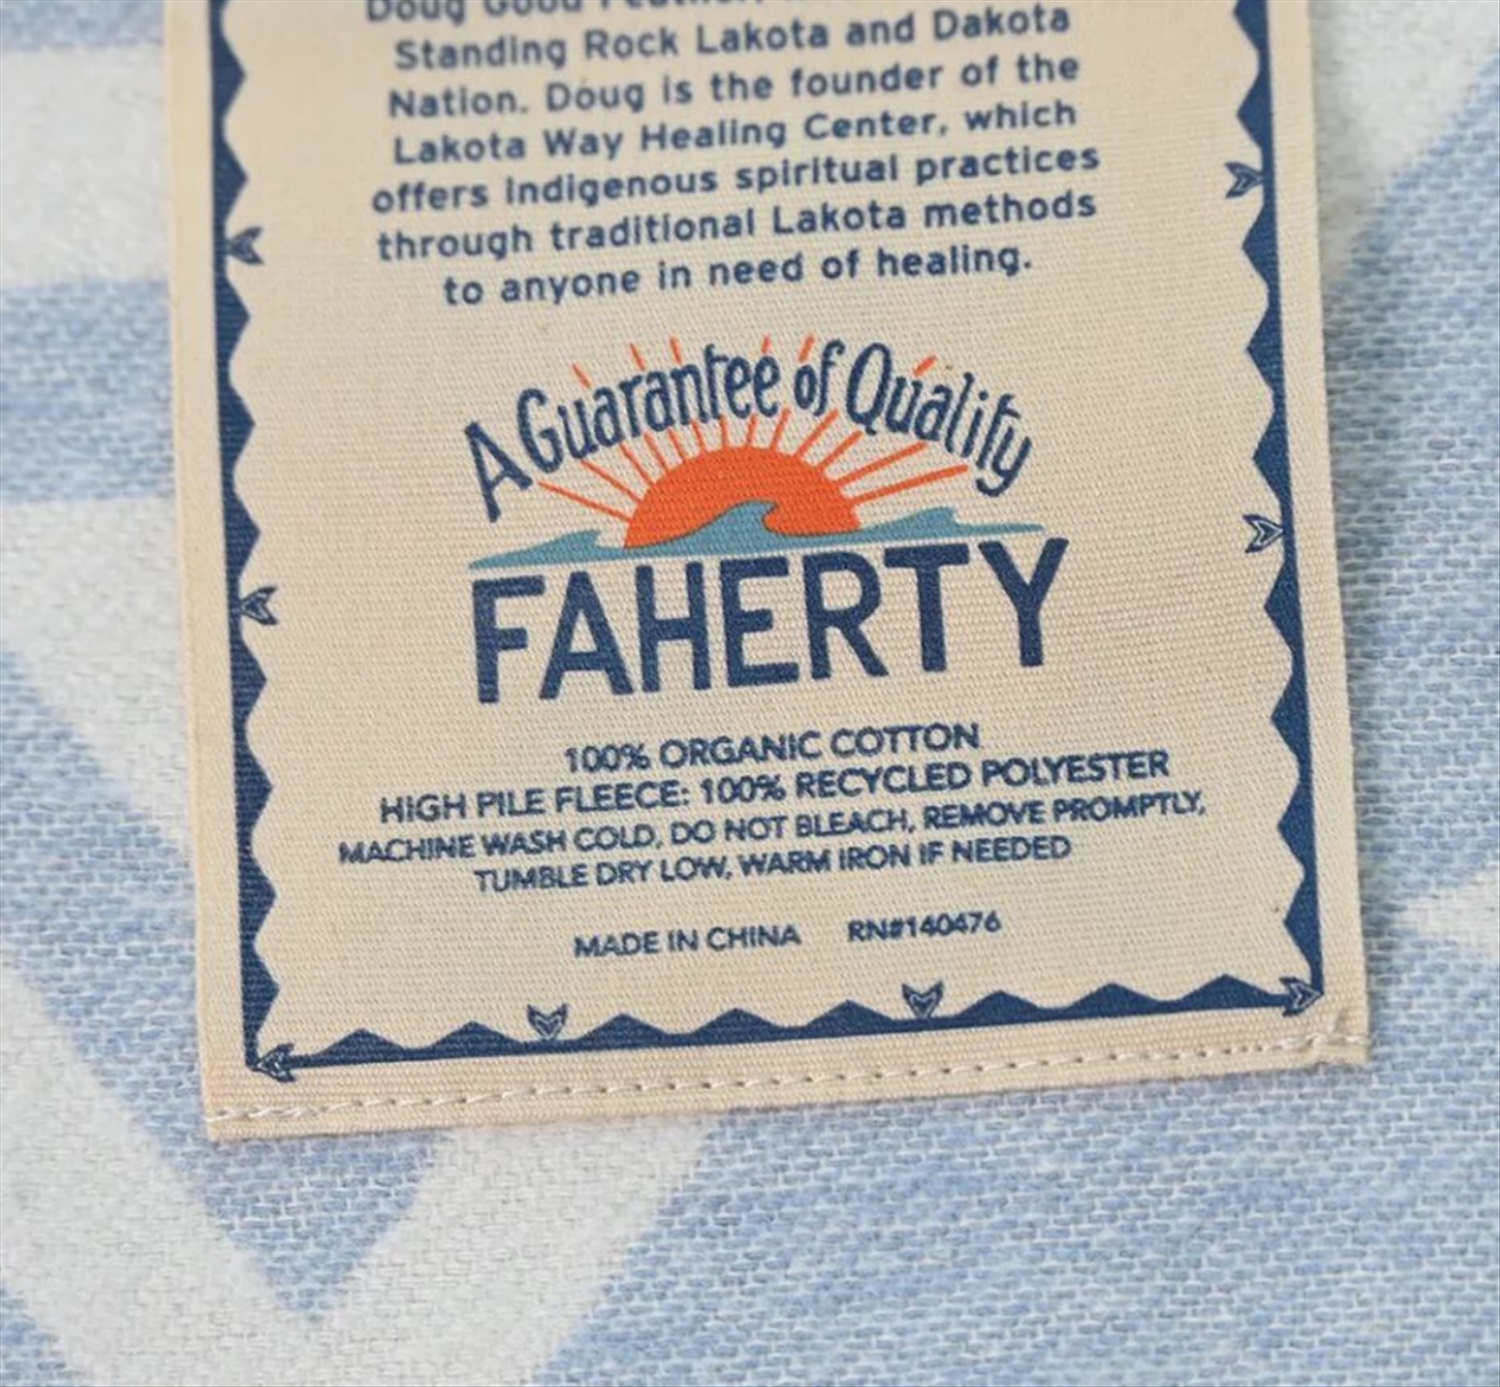 Doug Good
Standing Rock Lakota and Dakota
Nation. Doug is the founder of the
Lakota Way Healing Center, which
offers Indigenous spiritual practices
through traditional Lakota methods
to anyone in need of healing.
A Guarantee of Quality
FAHERTY
100% ORGANIC COTTON
HIGH PILE FLEECE: 100% RECYCLED POLYESTER
MACHINE WASH COLD, DO NOT BLEACH, REMOVE PROMPTLY,
TUMBLE DRY LOW, WARM IRON IF NEEDED
MADE IN CHINA RN#140476